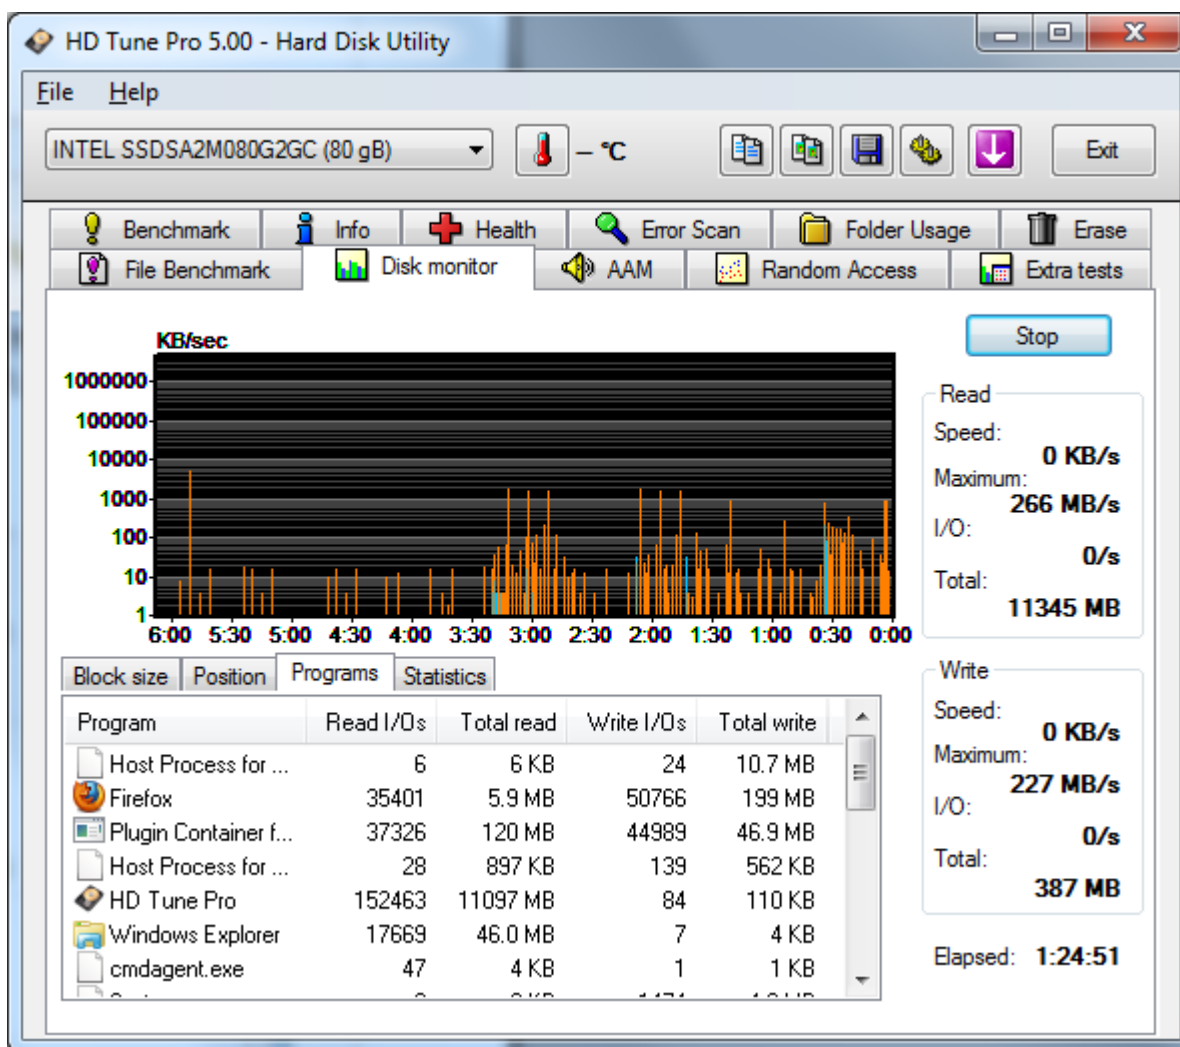 HD Tune Pro 5.00 - Hard Disk Utility
File Help
INTEL SSDSA2M080G2GC (80 gB) – °C Exit
Benchmark Info Health Error Scan Folder Usage Erase
File Benchmark Disk monitor AAM Random Access Extra tests
KB/sec
1000000
100000
10000
1000
100
10
1
6:00 5:30 5:00 4:30 4:00 3:30 3:00 2:30 2:00 1:30 1:00 0:30 0:00
Stop
Read
Speed:
0 KB/s
Maximum:
266 MB/s
I/O:
0/s
Total:
11345 MB
Block size Position Programs Statistics
Program Read I/Os Total read Write I/Os Total write
Host Process for ... 6 6 KB 24 10.7 MB
Firefox 35401 5.9 MB 50766 199 MB
Plugin Container f... 37326 120 MB 44989 46.9 MB
Host Process for ... 28 897 KB 139 562 KB
HD Tune Pro 152463 11097 MB 84 110 KB
Windows Explorer 17669 46.0 MB 7 4 KB
cmdagent.exe 47 4 KB 1 1 KB
Write
Speed:
0 KB/s
Maximum:
227 MB/s
I/O:
0/s
Total:
387 MB
Elapsed: 1:24:51